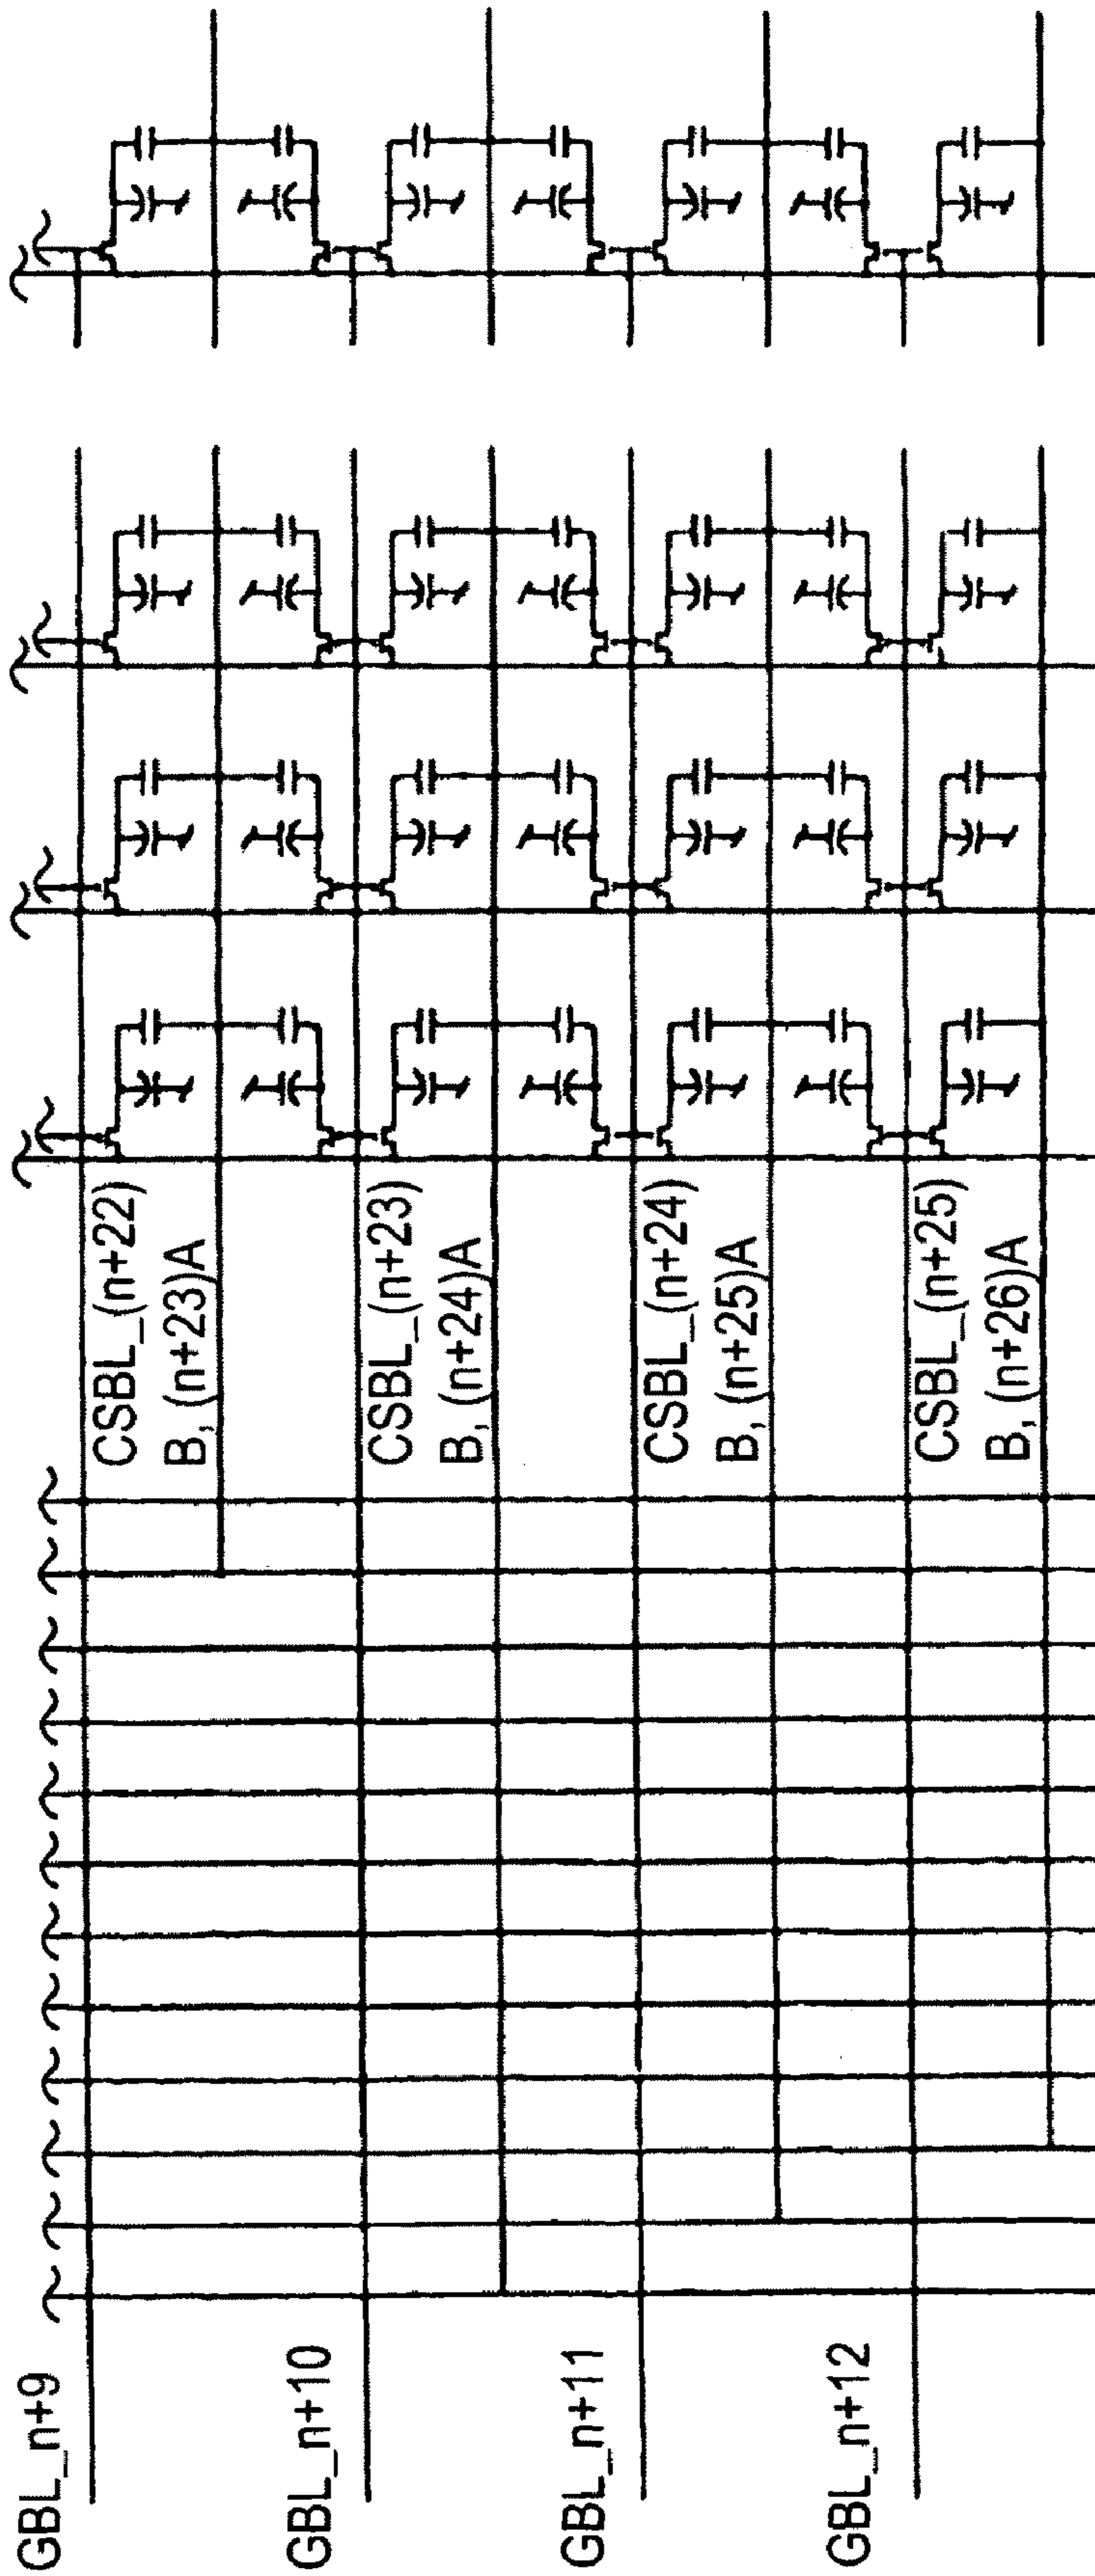 GBL_n+9
CSBL_(n+22)
B, (n+23)A
GBL_n+10
CSBL_(n+23)
B, (n+24)A
GBL_n+11
CSBL_(n+24)
B, (n+25)A
GBL_n+12
CSBL_(n+25)
B, (n+26)A